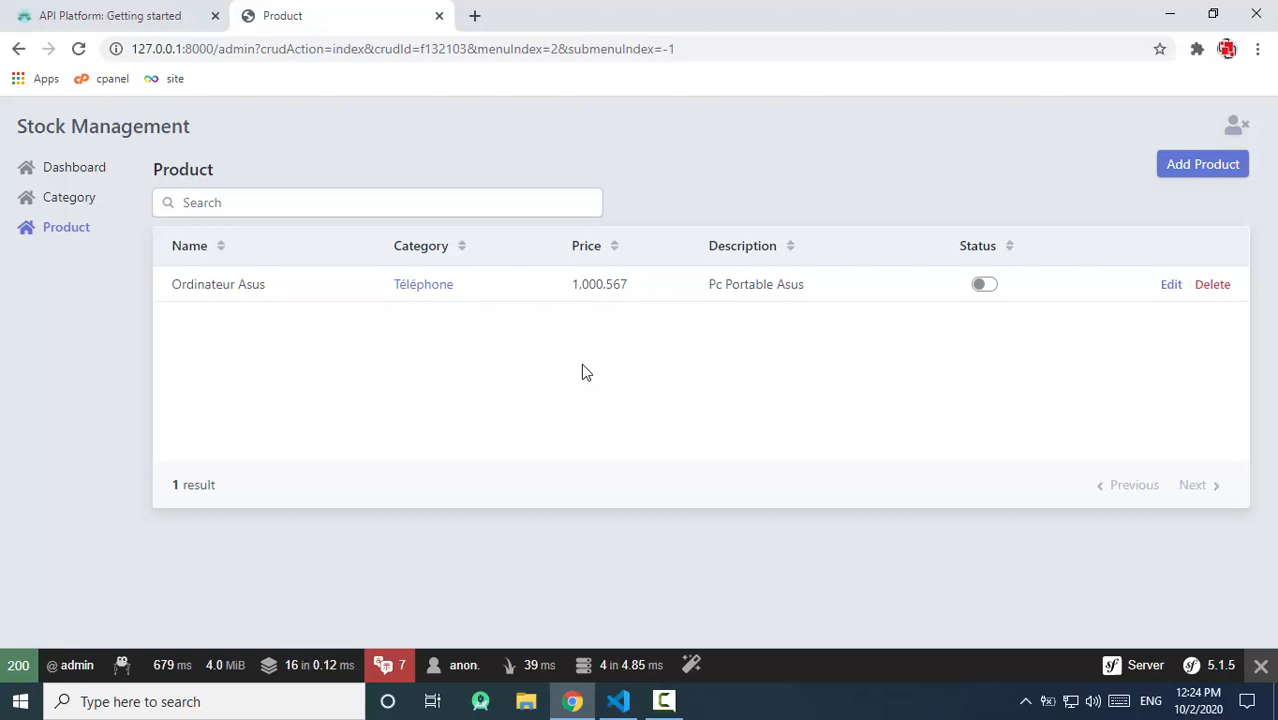 API Platform: Getting started
Product
127.0.0.1:8000/admin?crudAction=index&crudId=f132103&menuIndex=2&submenuIndex=-1
Apps cP cpanel site
Stock Management
Dashboard
Category
Product
Product
Add Product
Search
Name Category Price Description Status
Ordinateur Asus Téléphone 1,000.567 Pc Portable Asus Edit Delete
1 result
Previous Next
200 @ admin 679 ms 4.0 MiB 16 in 0.12 ms 7 anon. 39 ms 4 in 4.85 ms sf Server sf 5.1.5
Type here to search
C
ENG
12:24 PM
10/2/2020